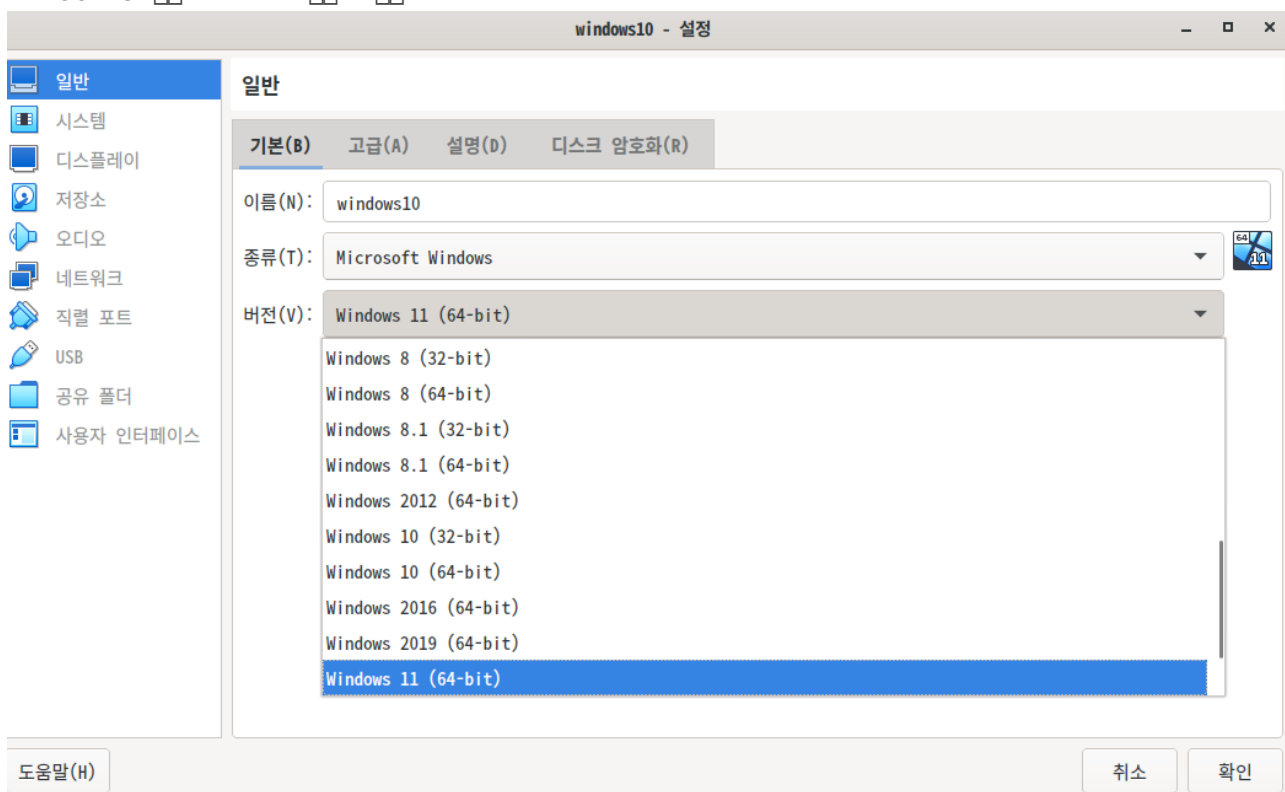 windows10 - 설정
일반
시스템
디스플레이
저장소
오디오
네트워크
직렬 포트
USB
공유 폴더
사용자 인터페이스
일반
기본(B) 고급(A) 설명(D) 디스크 암호화(R)
이름(N): windows10
종류(T): Microsoft Windows
64
11
버전(V): Windows 11 (64-bit)
Windows 8 (32-bit)
Windows 8 (64-bit)
Windows 8.1 (32-bit)
Windows 8.1 (64-bit)
Windows 2012 (64-bit)
Windows 10 (32-bit)
Windows 10 (64-bit)
Windows 2016 (64-bit)
Windows 2019 (64-bit)
Windows 11 (64-bit)
도움말(H) 취소 확인